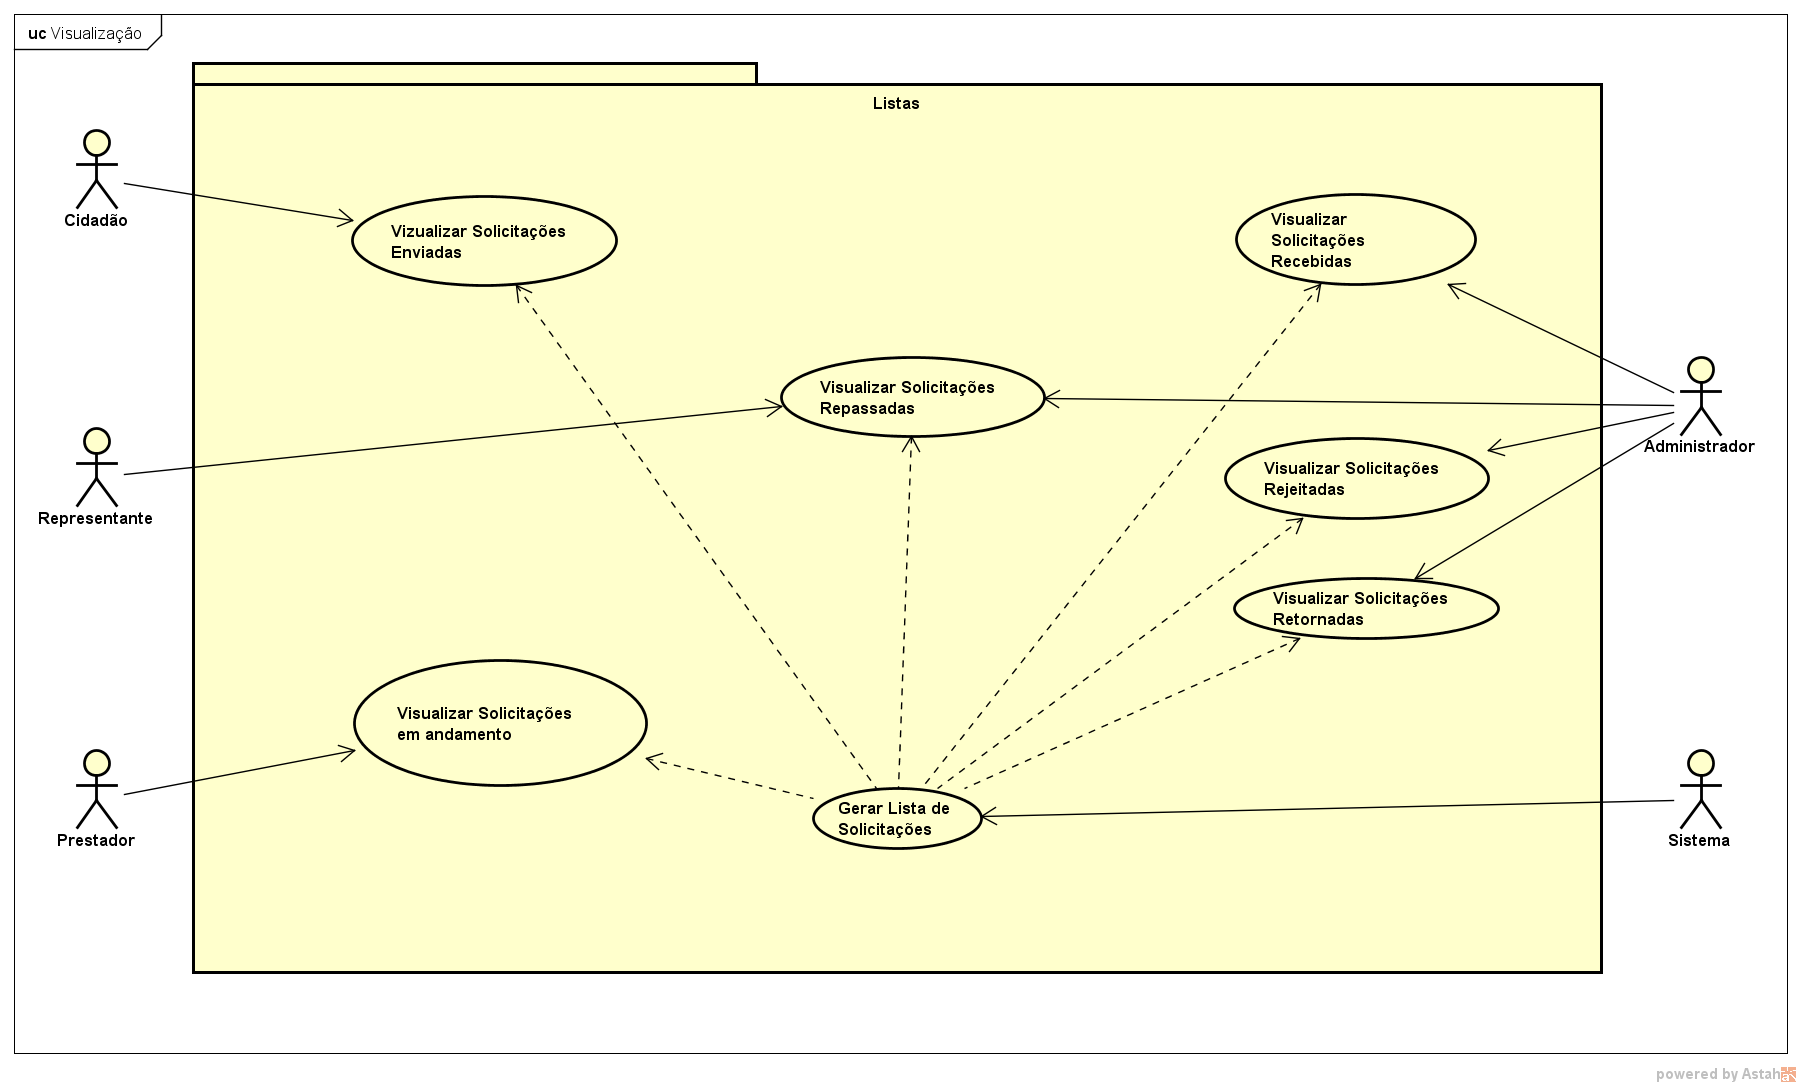 uc Visualização
Listas
Cidadão
Vizualizar Solicitações
Enviadas
Visualizar
Solicitações
Recebidas
Visualizar Solicitações
Repassadas
Administrador
Representante
Visualizar Solicitações
Rejeitadas
Visualizar Solicitações
Retornadas
Visualizar Solicitações
em andamento
Prestador
Gerar Lista de
Solicitações
Sistema
powered by Astah